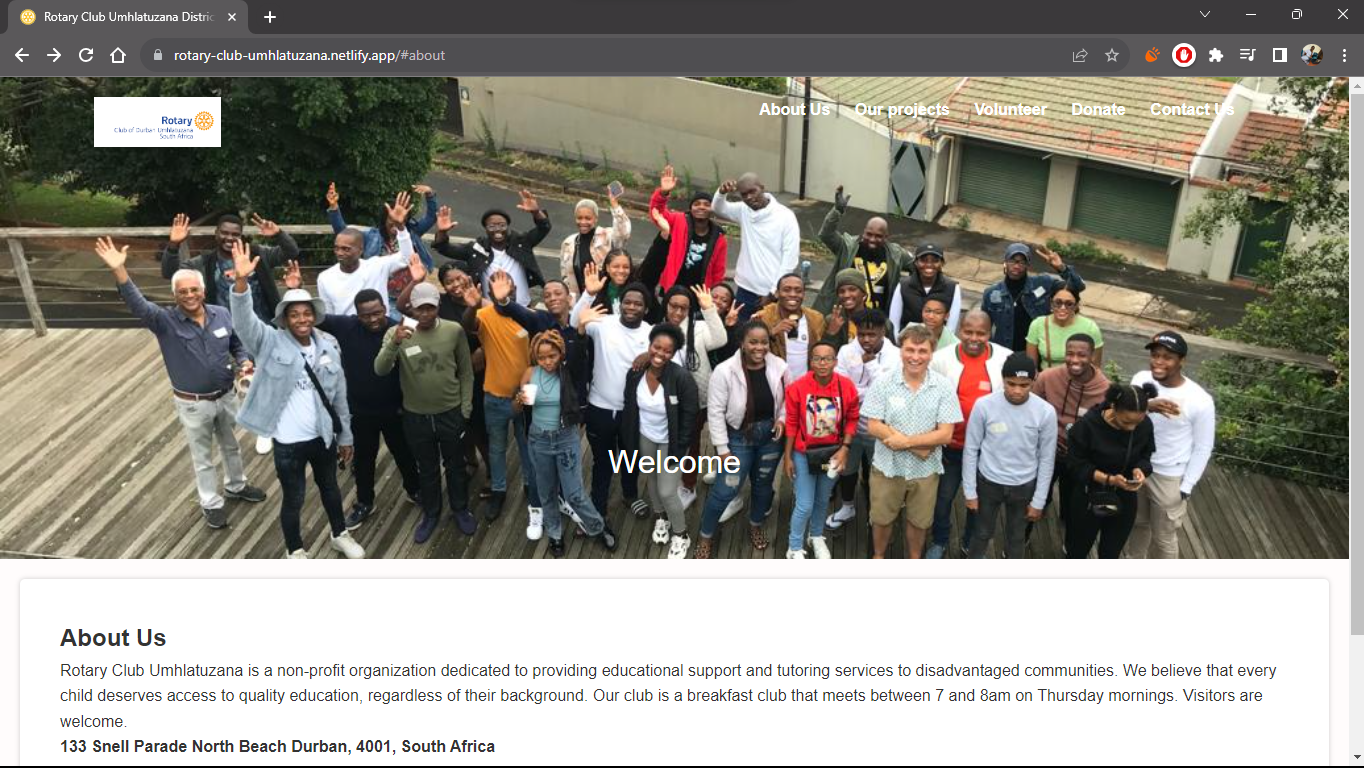 Rotary Club Umhlatuzana Distric
rotary-club-umhlatuzana.netlify.app/#about
Rotary
Club of Durban Umhlatuzana
South Africa
About Us Our projects Volunteer Donate Contact Us
Welcome
About Us
Rotary Club Umhlatuzana is a non-profit organization dedicated to providing educational support and tutoring services to disadvantaged communities. We believe that every
child deserves access to quality education, regardless of their background. Our club is a breakfast club that meets between 7 and 8am on Thursday mornings. Visitors are
welcome.
133 Snell Parade North Beach Durban, 4001, South Africa